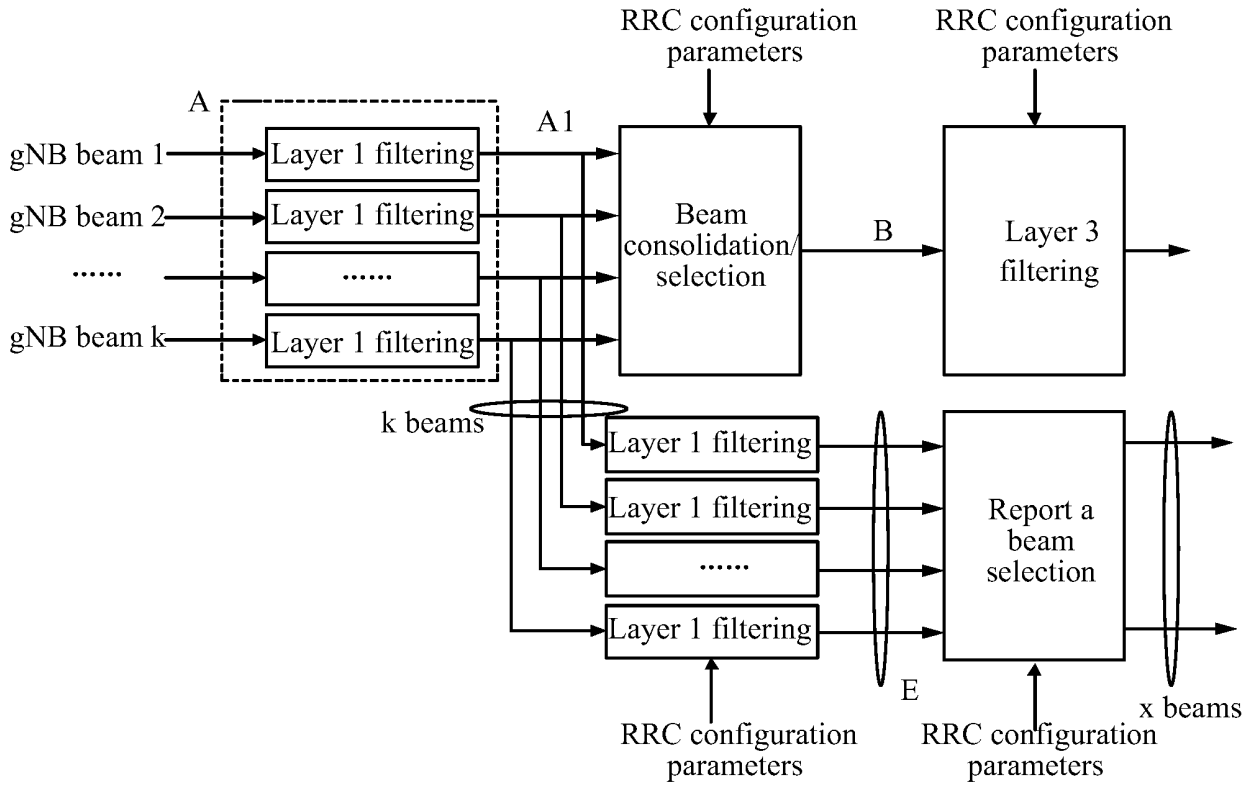 RRC configuration
parameters
RRC configuration
parameters
A
A1
gNB beam 1
Layer 1 filtering
gNB beam 2
Layer 1 filtering
......
......
gNB beam k
Layer 1 filtering
Beam
consolidation/
selection
B
Layer 3
filtering
k beams
Layer 1 filtering
Layer 1 filtering
......
Layer 1 filtering
Report a
beam
selection
E
x beams
RRC configuration
parameters
RRC configuration
parameters